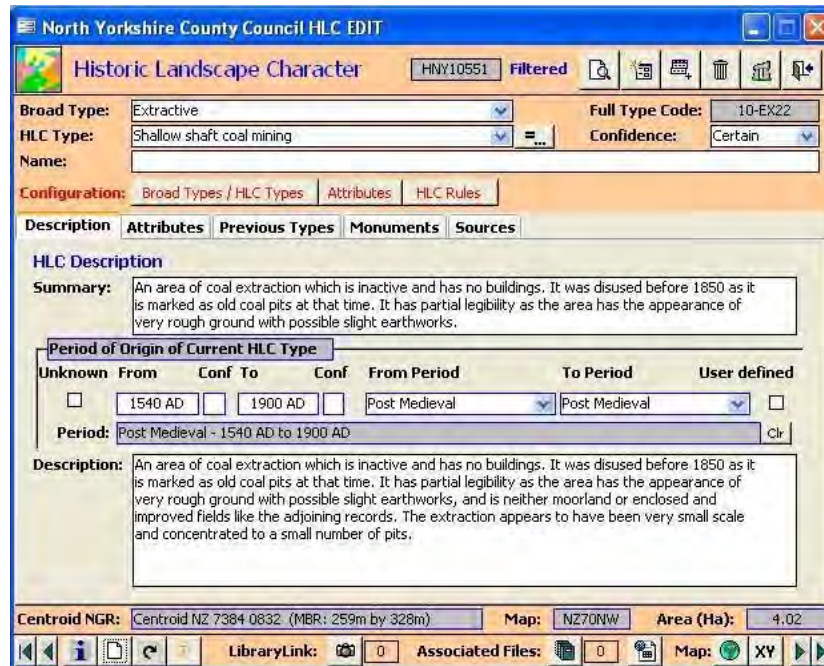 North Yorkshire County Council HLC EDIT
Historic Landscape Character HNY10551 Filtered
Broad Type: Extractive Full Type Code: 10-EX22
HLC Type: Shallow shaft coal mining =... Confidence: Certain
Name:
Configuration: Broad Types / HLC Types Attributes HLC Rules
Description Attributes Previous Types Monuments Sources
HLC Description
Summary: An area of coal extraction which is inactive and has no buildings. It was disused before 1850 as it
is marked as old coal pits at that time. It has partial legibility as the area has the appearance of
very rough ground with possible slight earthworks.
Period of Origin of Current HLC Type
Unknown From Conf To Conf From Period To Period User defined
1540 AD 1900 AD Post Medieval Post Medieval
Period: Post Medieval - 1540 AD to 1900 AD Clr
Description: An area of coal extraction which is inactive and has no buildings. It was disused before 1850 as it
is marked as old coal pits at that time. It has partial legibility as the area has the appearance of
very rough ground with possible slight earthworks, and is neither moorland or enclosed and
improved fields like the adjoining records. The extraction appears to have been very small scale
and concentrated to a small number of pits.
Centroid NGR: Centroid NZ 7384 0832 (MBR: 259m by 328m) Map: NZ70NW Area (Ha): 4.02
LibraryLink: 0 Associated Files: 0 Map: XY